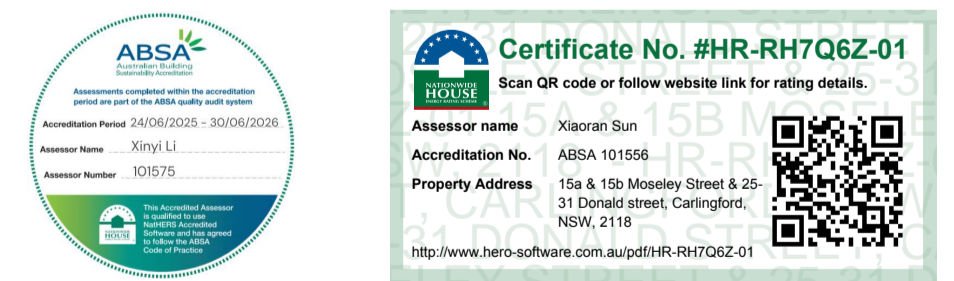 ABSA
Australian Building
Sustainability Accreditation
Assessments completed within the accreditation
period are part of the ABSA quality audit system
Accreditation Period 24/06/2025 - 30/06/2026
Assessor Name Xinyi Li
Assessor Number 101575
NATIONWIDE
HOUSE
This Accredited Assessor
is qualified to use
NatHERS Accredited
Software and has agreed
to follow the ABSA
Code of Practice
NATIONWIDE
HOUSE
ENERGY RATING SCHEME
®
Certificate No. #HR-RH7Q6Z-01
Scan QR code or follow website link for rating details.
Assessor name Xiaoran Sun
Accreditation No. ABSA 101556
Property Address 15a & 15b Moseley Street & 25-
31 Donald street, Carlingford,
NSW, 2118
http://www.hero-software.com.au/pdf/HR-RH7Q6Z-01